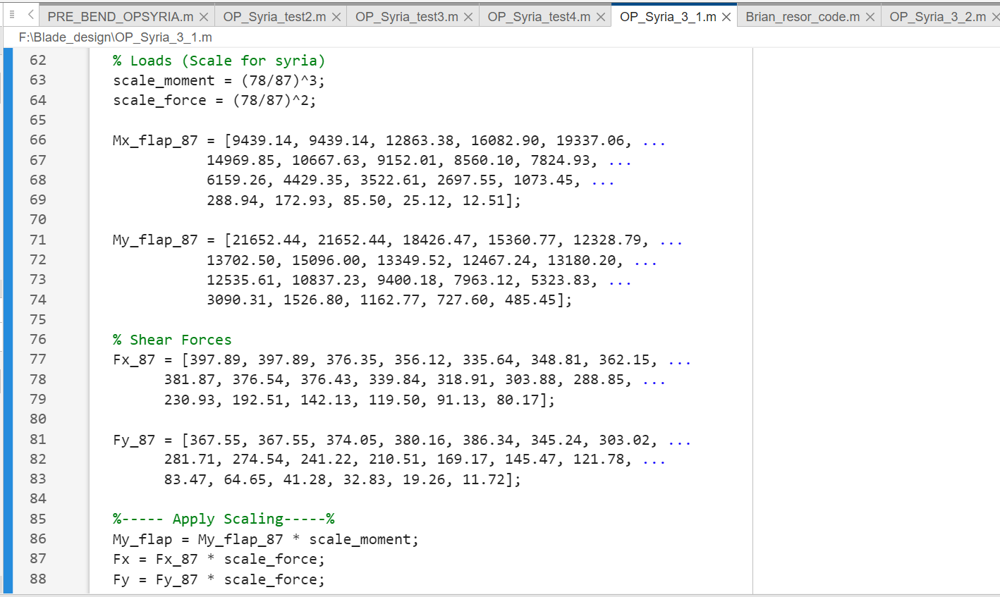 PRE_BEND_OPSYRIA.m OP_Syria_test2.m OP_Syria_test3.m OP_Syria_test4.m OP_Syria_3_1.m Brian_resor_code.m OP_Syria_3_2.m
F:\Blade_design\OP_Syria_3_1.m
62 % Loads (Scale for syria)
63 scale_moment = (78/87)^3;
64 scale_force = (78/87)^2;
65
66 Mx_flap_87 = [9439.14, 9439.14, 12863.38, 16082.90, 19337.06, ...
67 14969.85, 10667.63, 9152.01, 8560.10, 7824.93, ...
68 6159.26, 4429.35, 3522.61, 2697.55, 1073.45, ...
69 288.94, 172.93, 85.50, 25.12, 12.51];
70
71 My_flap_87 = [21652.44, 21652.44, 18426.47, 15360.77, 12328.79, ...
72 13702.50, 15096.00, 13349.52, 12467.24, 13180.20, ...
73 12535.61, 10837.23, 9400.18, 7963.12, 5323.83, ...
74 3090.31, 1526.80, 1162.77, 727.60, 485.45];
75
76 % Shear Forces
77 Fx_87 = [397.89, 397.89, 376.35, 356.12, 335.64, 348.81, 362.15, ...
78 381.87, 376.54, 376.43, 339.84, 318.91, 303.88, 288.85, ...
79 230.93, 192.51, 142.13, 119.50, 91.13, 80.17];
80
81 Fy_87 = [367.55, 367.55, 374.05, 380.16, 386.34, 345.24, 303.02, ...
82 281.71, 274.54, 241.22, 210.51, 169.17, 145.47, 121.78, ...
83 83.47, 64.65, 41.28, 32.83, 19.26, 11.72];
84
85 %----- Apply Scaling-----%
86 My_flap = My_flap_87 * scale_moment;
87 Fx = Fx_87 * scale_force;
88 Fy = Fy_87 * scale_force;